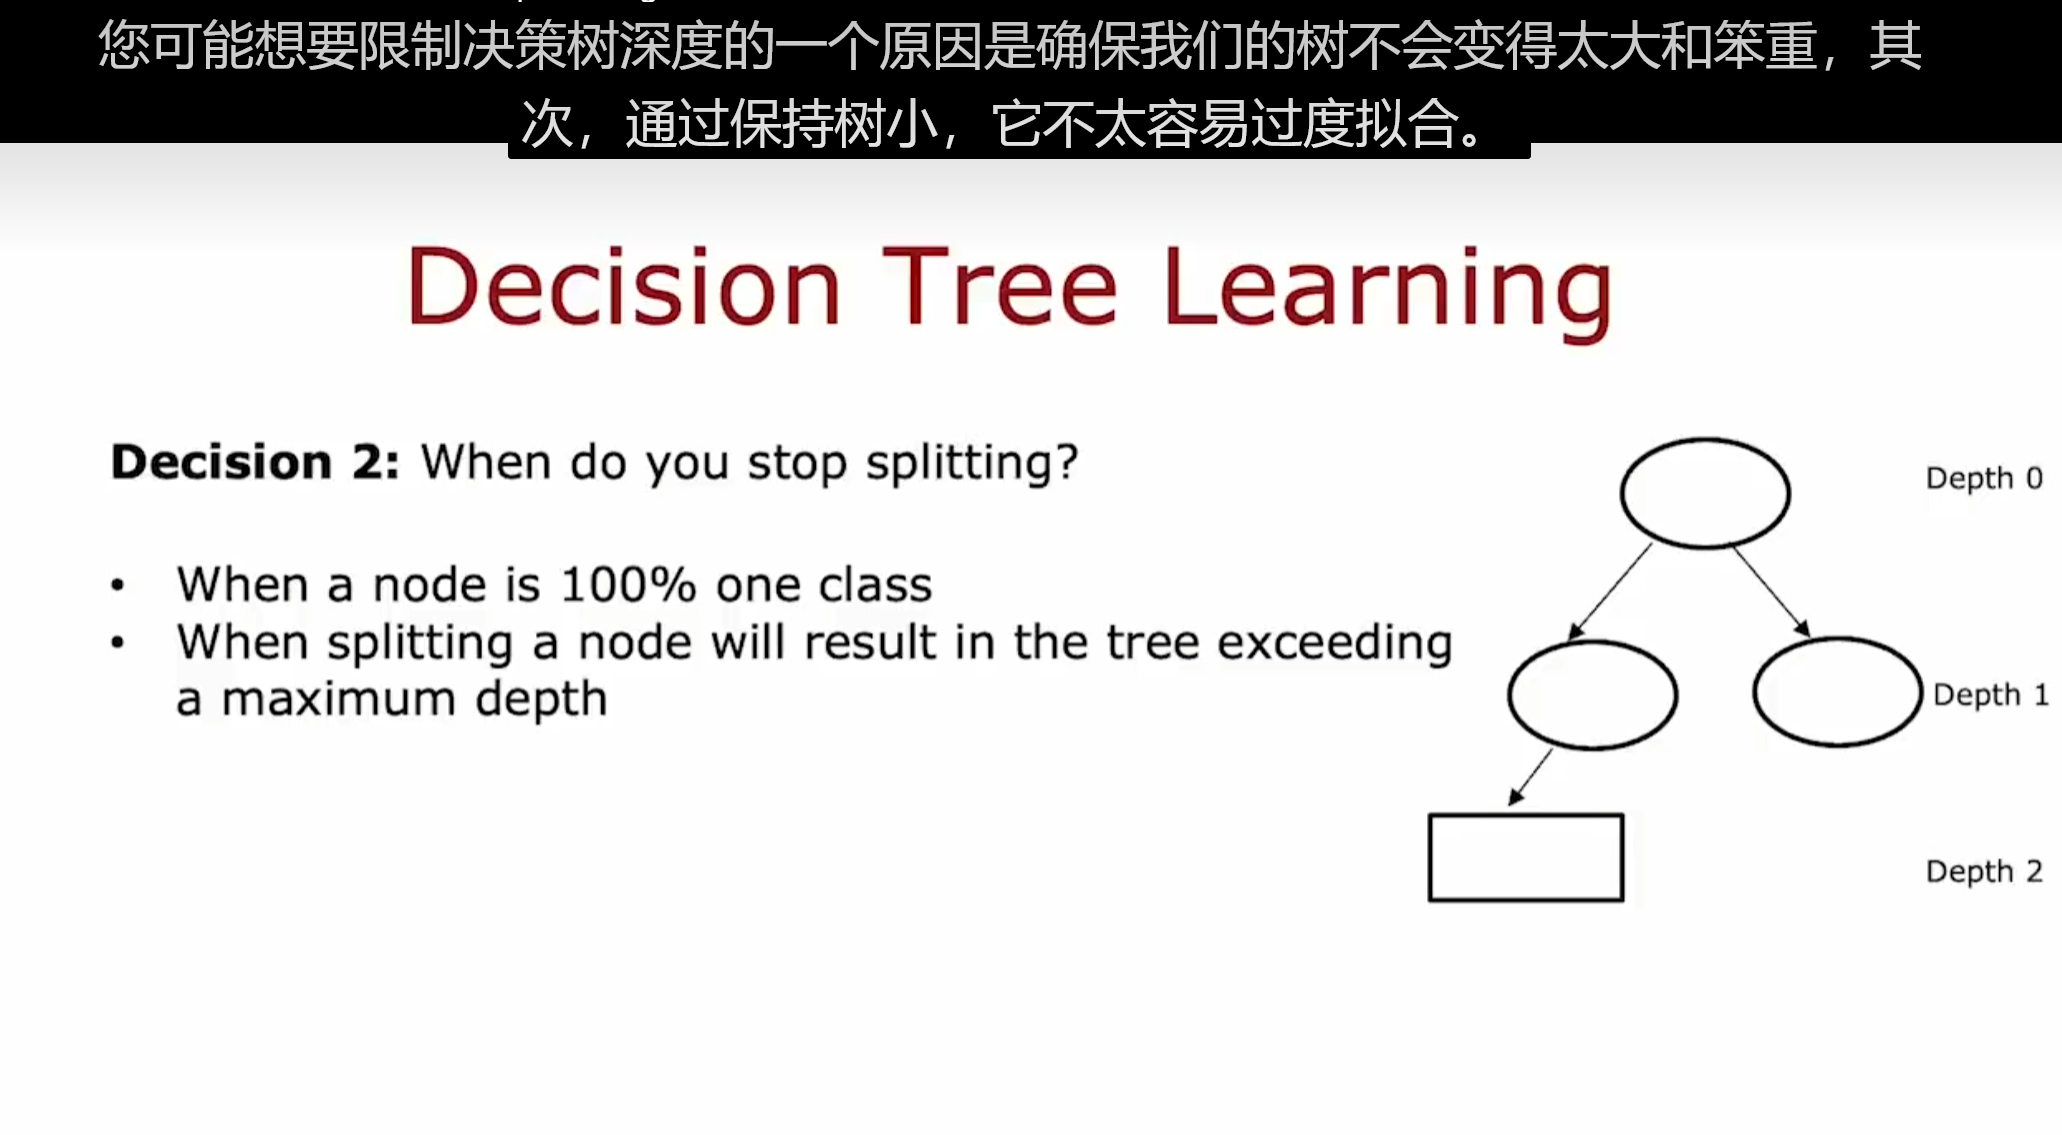 您可能想要限制决策树深度的一个原因是确保我们的树不会变得太大和笨重，其
次，通过保持树小，它不太容易过度拟合。
Decision Tree Learning
Decision 2: When do you stop splitting?
• When a node is 100% one class
• When splitting a node will result in the tree exceeding
a maximum depth
Depth 0
Depth 1
Depth 2